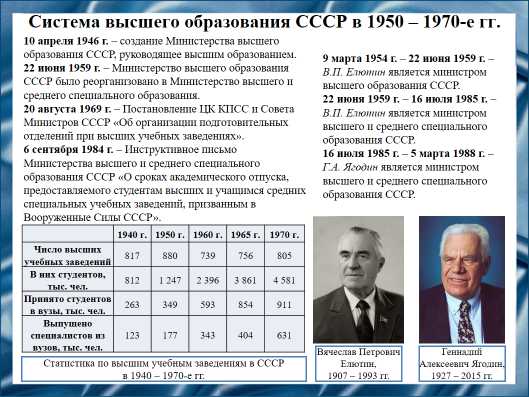 Система высшего образования СССР в 1950 – 1970-е гг.
10 апреля 1946 г. – создание Министерства высшего
образования СССР, руководящее высшим образованием.
22 июня 1959 г. – Министерство высшего образования
СССР было реорганизовано в Министерство высшего и
среднего специального образования.
20 августа 1969 г. – Постановление ЦК КПСС и Совета
Министров СССР «Об организации подготовительных
отделений при высших учебных заведениях».
6 сентября 1984 г. – Инструктивное письмо
Министерства высшего и среднего специального
образования СССР «О сроках академического отпуска,
предоставляемого студентам высших и учащимся средних
специальных учебных заведений, призванным в
Вооруженные Силы СССР».
9 марта 1954 г. – 22 июня 1959 г. –
В.П. Елютин является министром
высшего образования СССР.
22 июня 1959 г. – 16 июля 1985 г. –
В.П. Елютин является министром
высшего и среднего специального
образования СССР.
16 июля 1985 г. – 5 марта 1988 г. –
Г.А. Ягодин является министром
высшего и среднего специального
образования СССР.
1940 г. 1950 г. 1960 г. 1965 г. 1970 г.
Число высших
учебных заведений 817 880 739 756 805
В них студентов,
тыс. чел. 812 1 247 2 396 3 861 4 581
Принято студентов
в вузы, тыс. чел. 263 349 593 854 911
Выпущено
специалистов из
вузов, тыс. чел. 123 177 343 404 631
Статистика по высшим учебным заведениям в СССР
в 1940 – 1970-е гг.
Вячеслав Петрович
Елютин,
1907 – 1993 гг.
Геннадий
Алексеевич Ягодин,
1927 – 2015 гг.